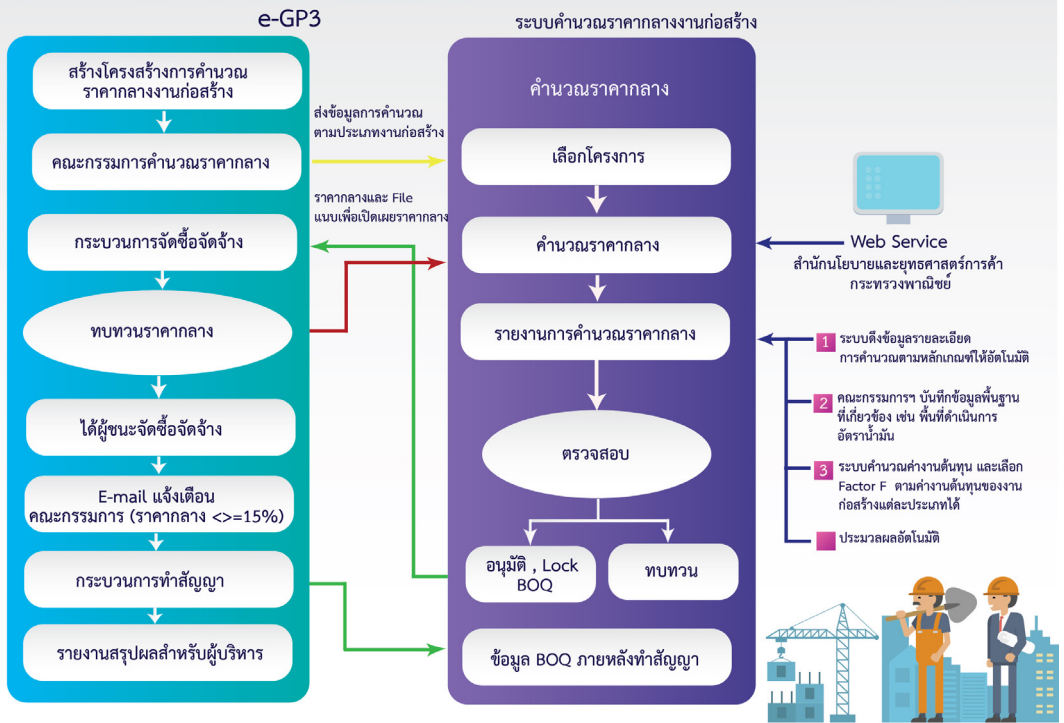 e-GP3
สร้างโครงสร้างการคำนวณ
ราคากลางงานก่อสร้าง
คณะกรรมการคำนวณราคากลาง
กระบวนการจัดซื้อจัดจ้าง
ทบทวนราคากลาง
ได้ผู้ชนะจัดซื้อจัดจ้าง
E-mail แจ้งเตือน
คณะกรรมการ (ราคากลาง <>=15%)
กระบวนการทำสัญญา
รายงานสรุปผลสำหรับผู้บริหาร
ส่งข้อมูลการคำนวณ
ตามประเภทงานก่อสร้าง
ราคากลางและ File
แนบเพื่อเปิดเผยราคากลาง
ระบบคำนวณราคากลางงานก่อสร้าง
คำนวณราคากลาง
เลือกโครงการ
คำนวณราคากลาง
รายงานการคำนวณราคากลาง
ตรวจสอบ
อนุมัติ , Lock
BOQ
ทบทวน
ข้อมูล BOQ ภายหลังทำสัญญา
Web Service
สำนักนโยบายและยุทธศาสตร์การค้า
กระทรวงพาณิชย์
1 ระบบดึงข้อมูลรายละเอียด
การคำนวณตามหลักเกณฑ์ให้อัตโนมัติ
2 คณะกรรมการฯ บันทึกข้อมูลพื้นฐาน
ที่เกี่ยวข้อง เช่น พื้นที่ดำเนินการ
อัตราน้ำมัน
3 ระบบคำนวณค่างานต้นทุน และเลือก
Factor F ตามค่างานต้นทุนของงาน
ก่อสร้างแต่ละประเภทได้
ประมวลผลอัตโนมัติ